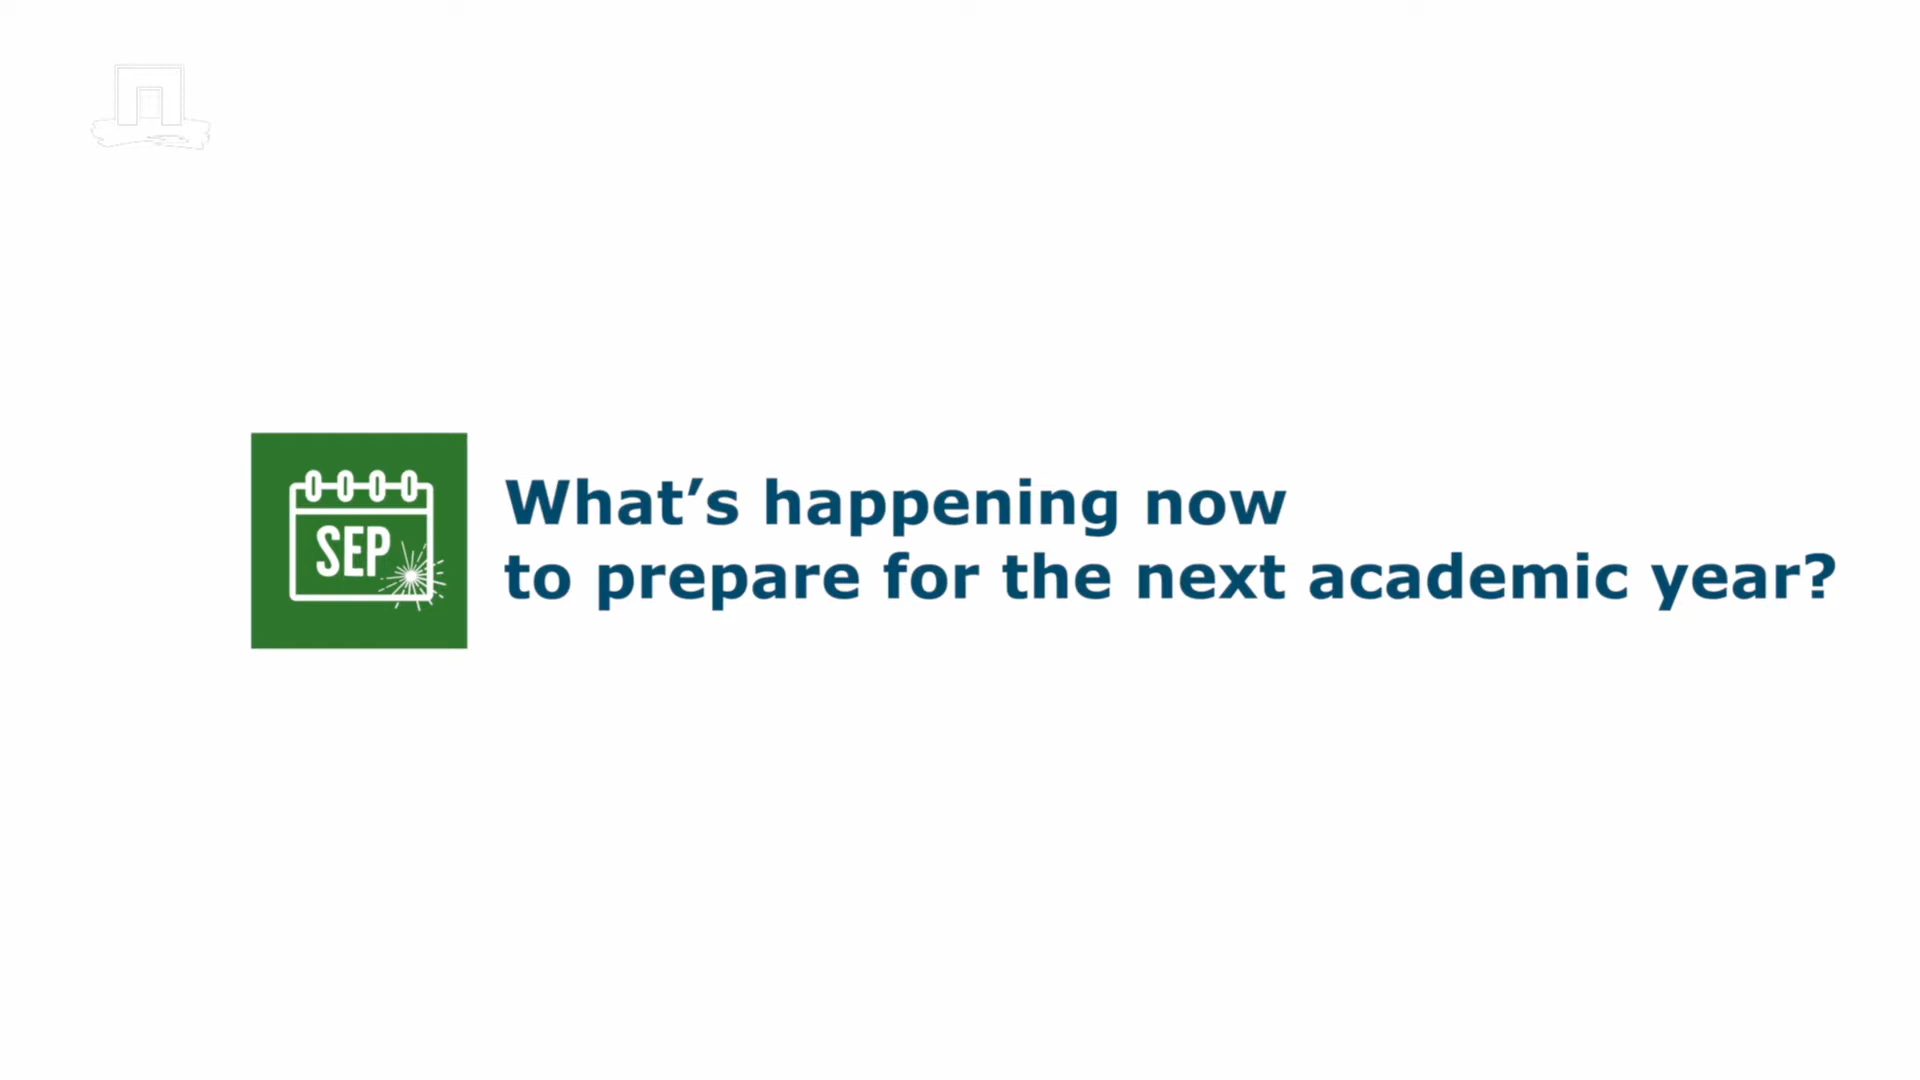 SEP
What’s happening now
to prepare for the next academic year?